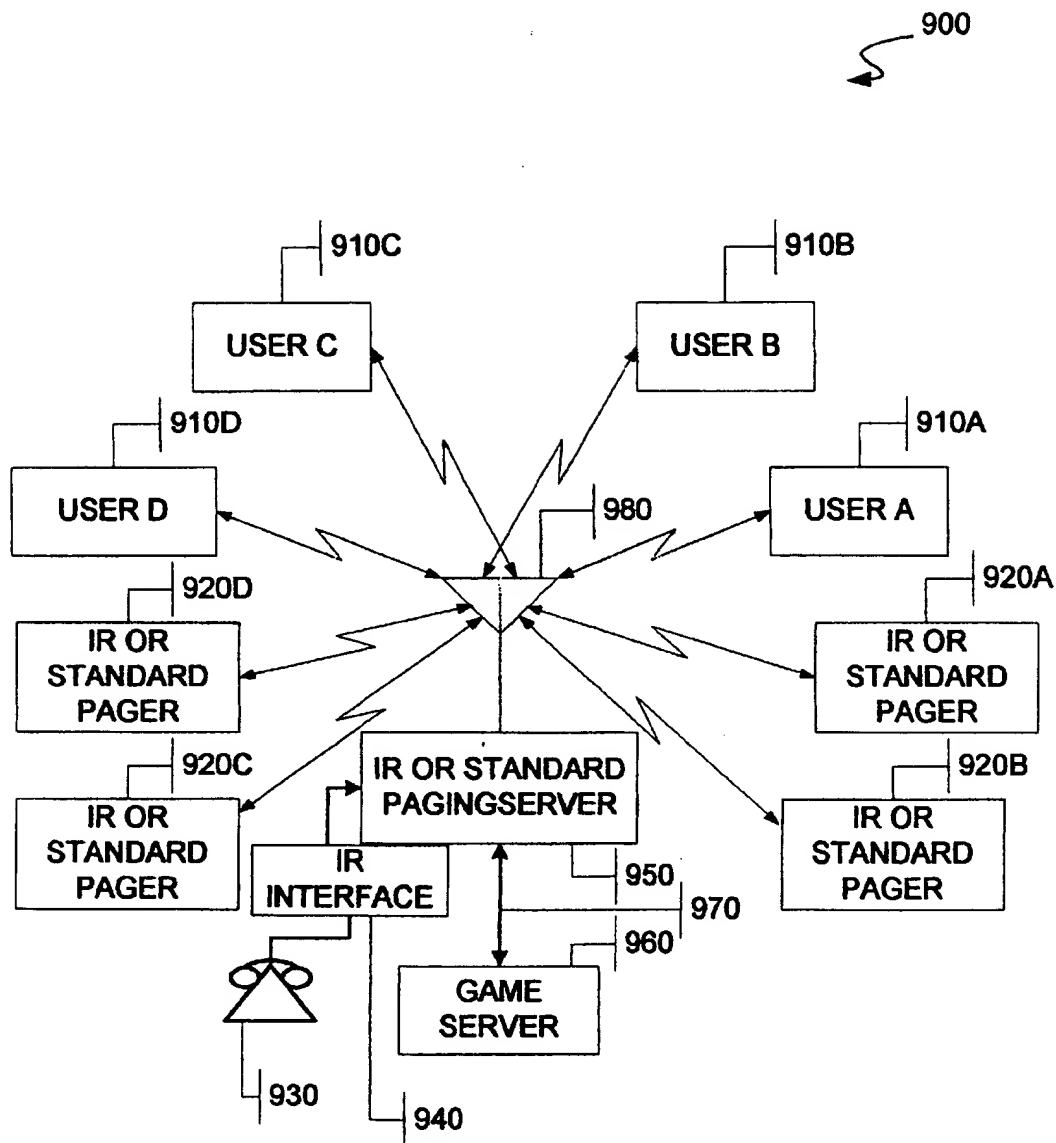 900
910C
910B
USER C
USER B
910D
910A
USER D
USER A
980
920D
920A
IR OR
STANDARD
PAGER
IR OR
STANDARD
PAGER
920C
IR OR STANDARD
PAGINGSERVER
920B
IR OR
STANDARD
PAGER
IR OR
STANDARD
PAGER
IR
INTERFACE
950
970
960
GAME
SERVER
930
940